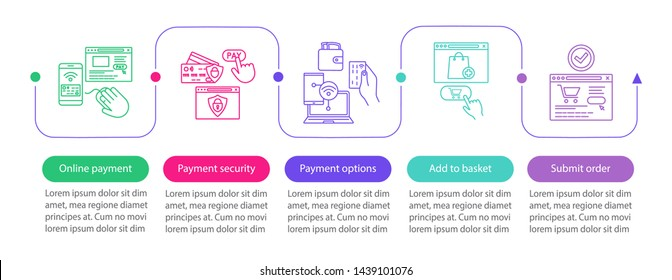 PAY
PAY
Online payment
Payment security
Payment options
Add to basket
Submit order
Lorem ipsum dolor sit dim
amet, mea regione diamet
principes at. Cum no movi
lorem ipsum dolor sit dim
Lorem ipsum dolor sit dim
amet, mea regione diamet
principes at. Cum no movi
lorem ipsum dolor sit dim
Lorem ipsum dolor sit dim
amet, mea regione diamet
principes at. Cum no movi
lorem ipsum dolor sit dim
Lorem ipsum dolor sit dim
amet, mea regione diamet
principes at. Cum no movi
lorem ipsum dolor sit dim
Lorem ipsum dolor sit dim
amet, mea regione diamet
principes at. Cum no movi
lorem ipsum dolor sit dim
shutterstock
IMAGE ID: 1439101076
www.shutterstock.com